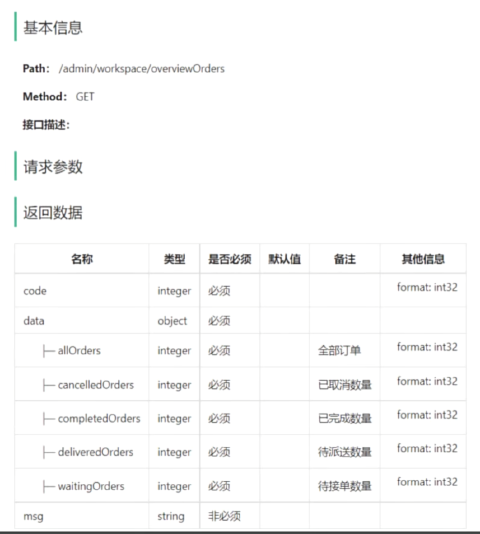 基本信息
Path： /admin/workspace/overviewOrders
Method： GET
接口描述：
请求参数
返回数据
名称 类型 是否必须 默认值 备注 其他信息
code integer 必须 format: int32
data object 必须
├─ allOrders integer 必须 全部订单 format: int32
├─ cancelledOrders integer 必须 已取消数量 format: int32
├─ completedOrders integer 必须 已完成数量 format: int32
├─ deliveredOrders integer 必须 待派送数量 format: int32
├─ waitingOrders integer 必须 待接单数量 format: int32
msg string 非必须